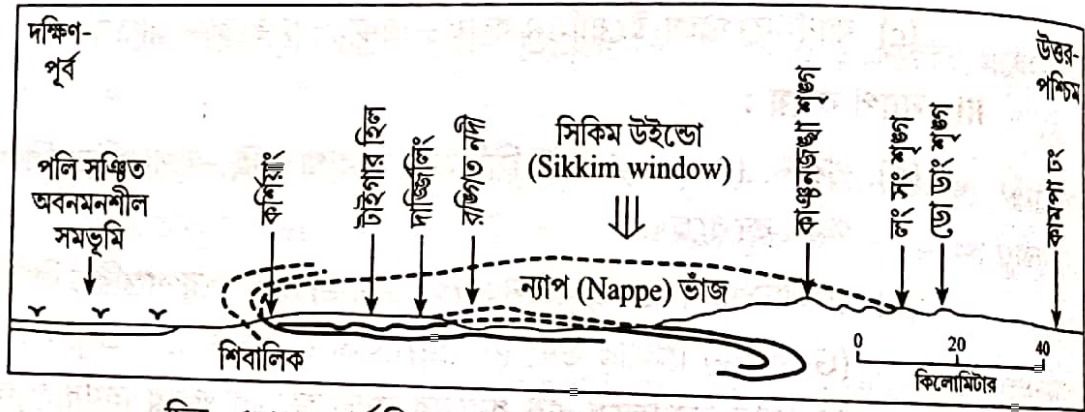 দক্ষিণ-
পূর্ব
উত্তর-
পশ্চিম
পলি সঞ্চিত
অবনমনশীল
সমভূমি
কর্শিয়াং
টাইগার হিল
দার্জ্জিলিং
রঙ্গিত নদী
সিকিম উইন্ডো
(Sikkim window)
কাঞ্চনজঙ্ঘা শৃঙ্গ
লং সং শৃঙ্গ
ডো ডাং শৃঙ্গ
কামপা ঢং
ন্যাপ (Nappe) ভাঁজ
শিবালিক
0 20 40
কিলোমিটার